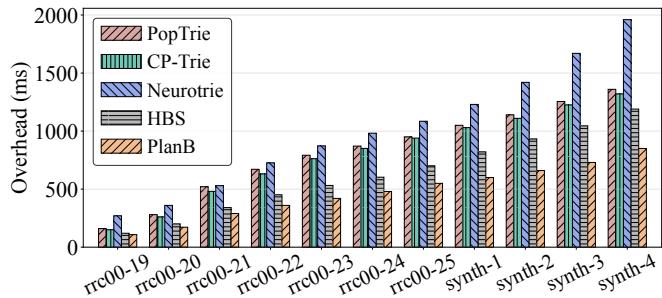 Overhead (ms)
2000
1500
1000
500
0
PopTrie
CP-Trie
Neurotrie
HBS
PlanB
rrc00-19
rrc00-20
rrc00-21
rrc00-22
rrc00-23
rrc00-24
rrc00-25
synth-1
synth-2
synth-3
synth-4